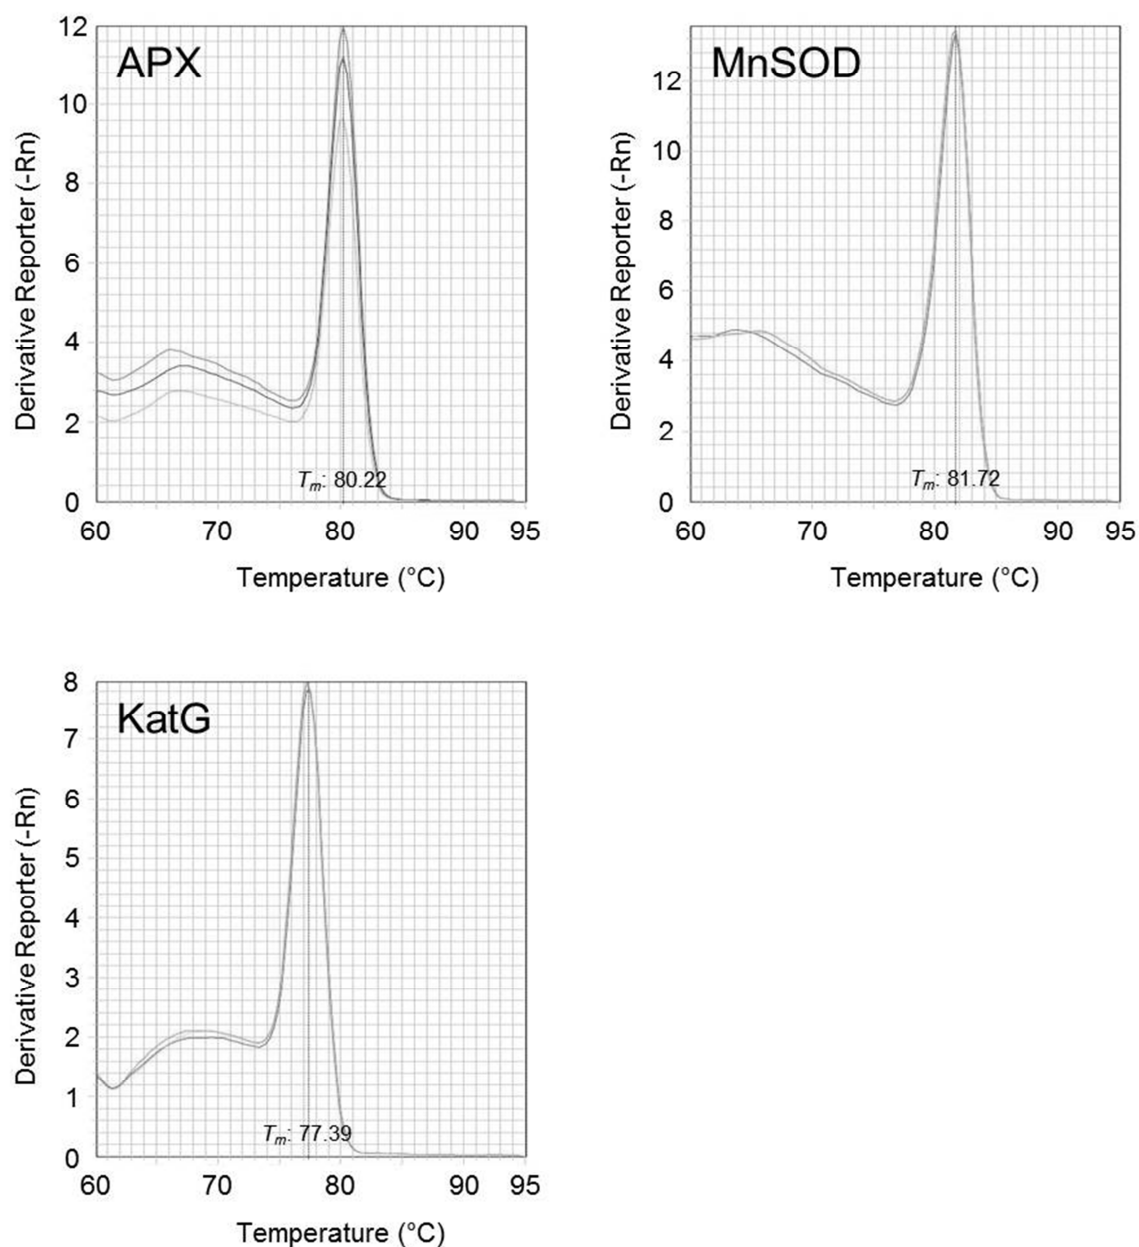 APX
Derivative Reporter (-Rn)
12
10
8
6
4
2
0
Tm: 80.22
60 70 80 90 95
Temperature (°C)
MnSOD
Derivative Reporter (-Rn)
12
10
8
6
4
2
0
Tm: 81.72
60 70 80 90 95
Temperature (°C)
KatG
Derivative Reporter (-Rn)
8
7
6
5
4
3
2
1
0
Tm: 77.39
60 70 80 90 95
Temperature (°C)